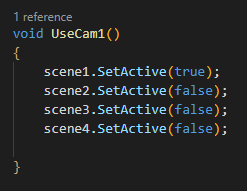 1 reference
void UseCam1()
{
    scene1.SetActive(true);
    scene2.SetActive(false);
    scene3.SetActive(false);
    scene4.SetActive(false);
}